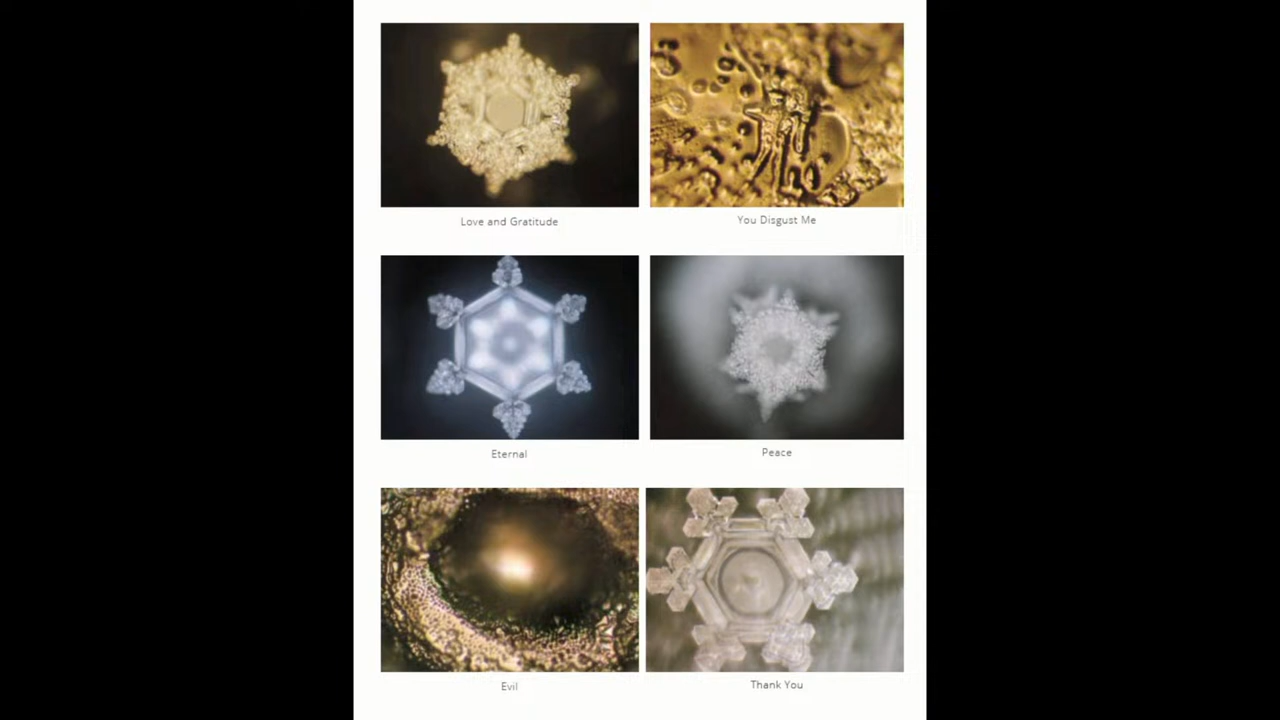 Love and Gratitude
You Disgust Me
Eternal
Peace
Evil
Thank You